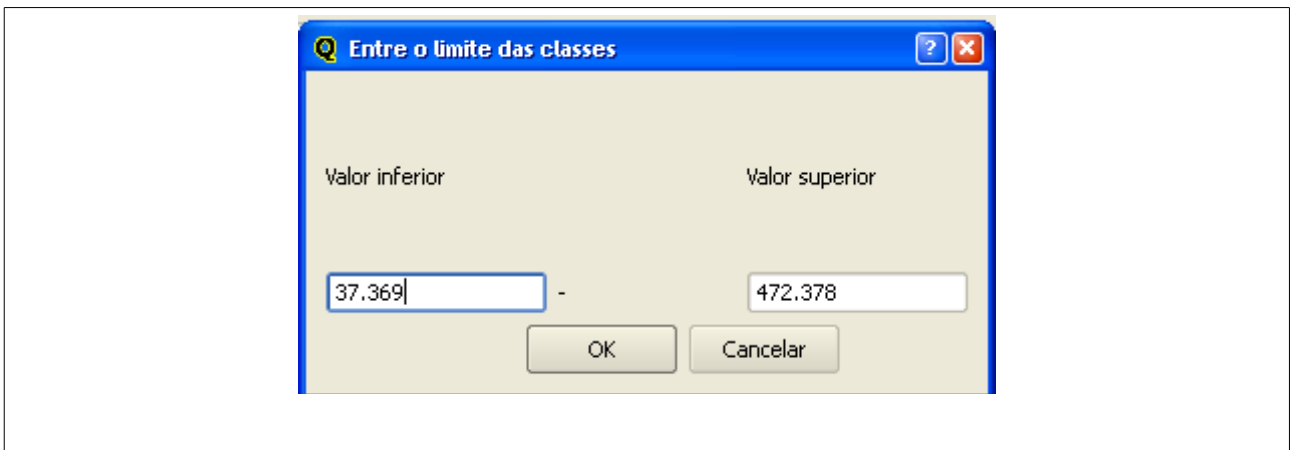 Entre o limite das classes
Valor inferior Valor superior
37.369 - 472.378
OK Cancelar